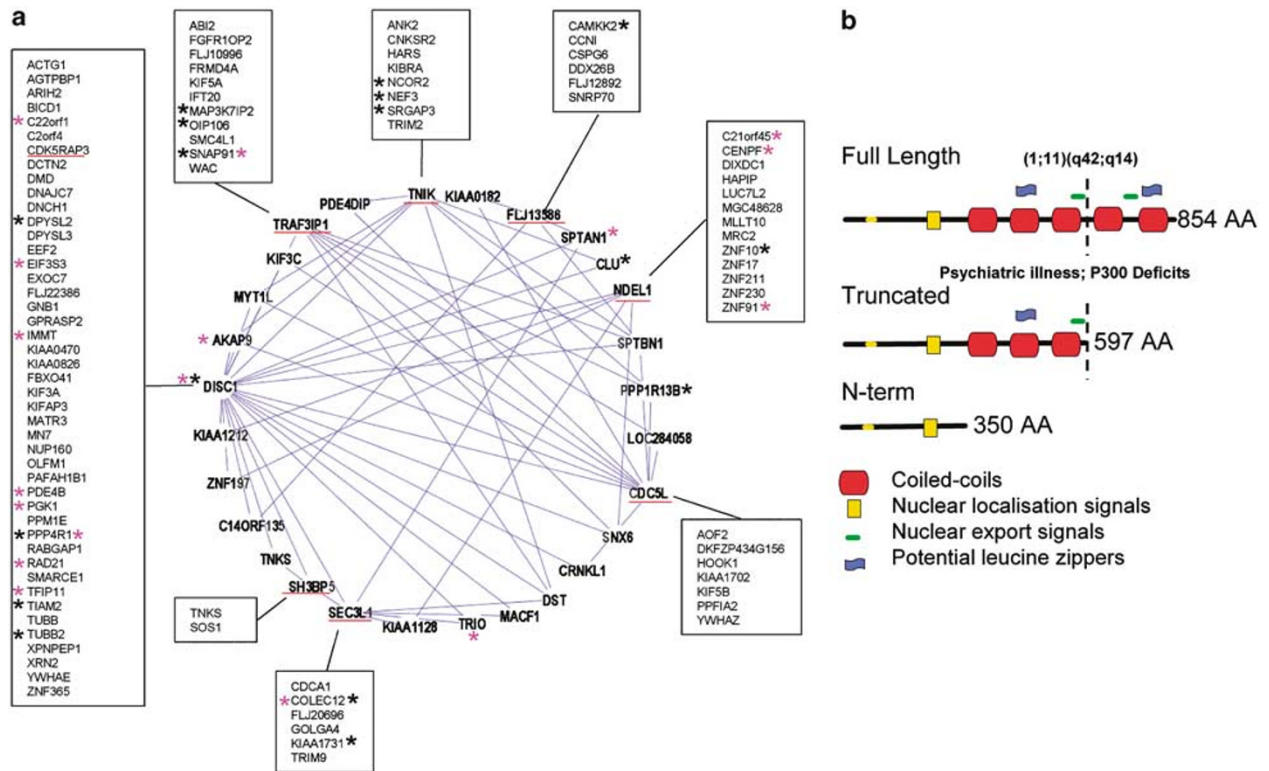 a
ACTG1
AGTPBP1
ARIH2
BICD1
* C22orf1
C2orf4
CDK5RAP3
DCTN2
DMD
DNAJC7
DNCH1
* DPYSL2
DPYSL3
EEF2
* EIF3S3
EXOC7
FLJ22386
GNB1
GPRASP2
* IMMT
KIAA0470
KIAA0826
FBXO41
KIF3A
KIFAP3
MATR3
MN7
NUP160
OLFM1
PAFAH1B1
* PDE4B
* PGK1
PPM1E
* PPP4R1 *
RABGAP1
* RAD21
SMARCE1
* TFIP11
* TIAM2
TUBB
* TUBB2
XPNPEP1
XRN2
YWHAE
ZNF365
ABI2
FGFR1OP2
FLJ10996
FRMD4A
KIF5A
IFT20
* MAP3K7IP2
* OIP106
SMC4L1
* SNAP91 *
WAC
ANK2
CNKSR2
HARS
KIBRA
* NCOR2
* NEF3
* SRGAP3
TRIM2
CAMKK2 *
CCNI
CSPG6
DDX26B
FLJ12892
SNRP70
C21orf45 *
CENPF *
DIXDC1
HAPIP
LUC7L2
MGC48628
MLLT10
MRC2
ZNF10 *
ZNF17
ZNF211
ZNF230
ZNF91 *
TNIK
KIAA0182
FLJ13386
SPTAN1 *
CLU *
NDEL1
SPTBN1
PPP1R13B *
LOC284058
CDC5L
SNX6
CRNKL1
DST
MACF1
TRIO
*
KIAA1128
SEC3L1
SH3BP5
TNKS
C14ORF135
ZNF197
KIAA1212
* * DISC1
* AKAP9
MYT1L
KIF3C
TRAF3IP1
PDE4DIP
AOF2
DKFZP434G156
HOOK1
KIAA1702
KIF5B
PPFIA2
YWHAZ
TNKS
SOS1
CDCA1
* COLEC12 *
FLJ20696
GOLGA4
KIAA1731 *
TRIM9
b
Full Length
(1;11)(q42;q14)
854 AA
Psychiatric illness; P300 Deficits
Truncated
597 AA
N-term
350 AA
Coiled-coils
Nuclear localisation signals
Nuclear export signals
Potential leucine zippers